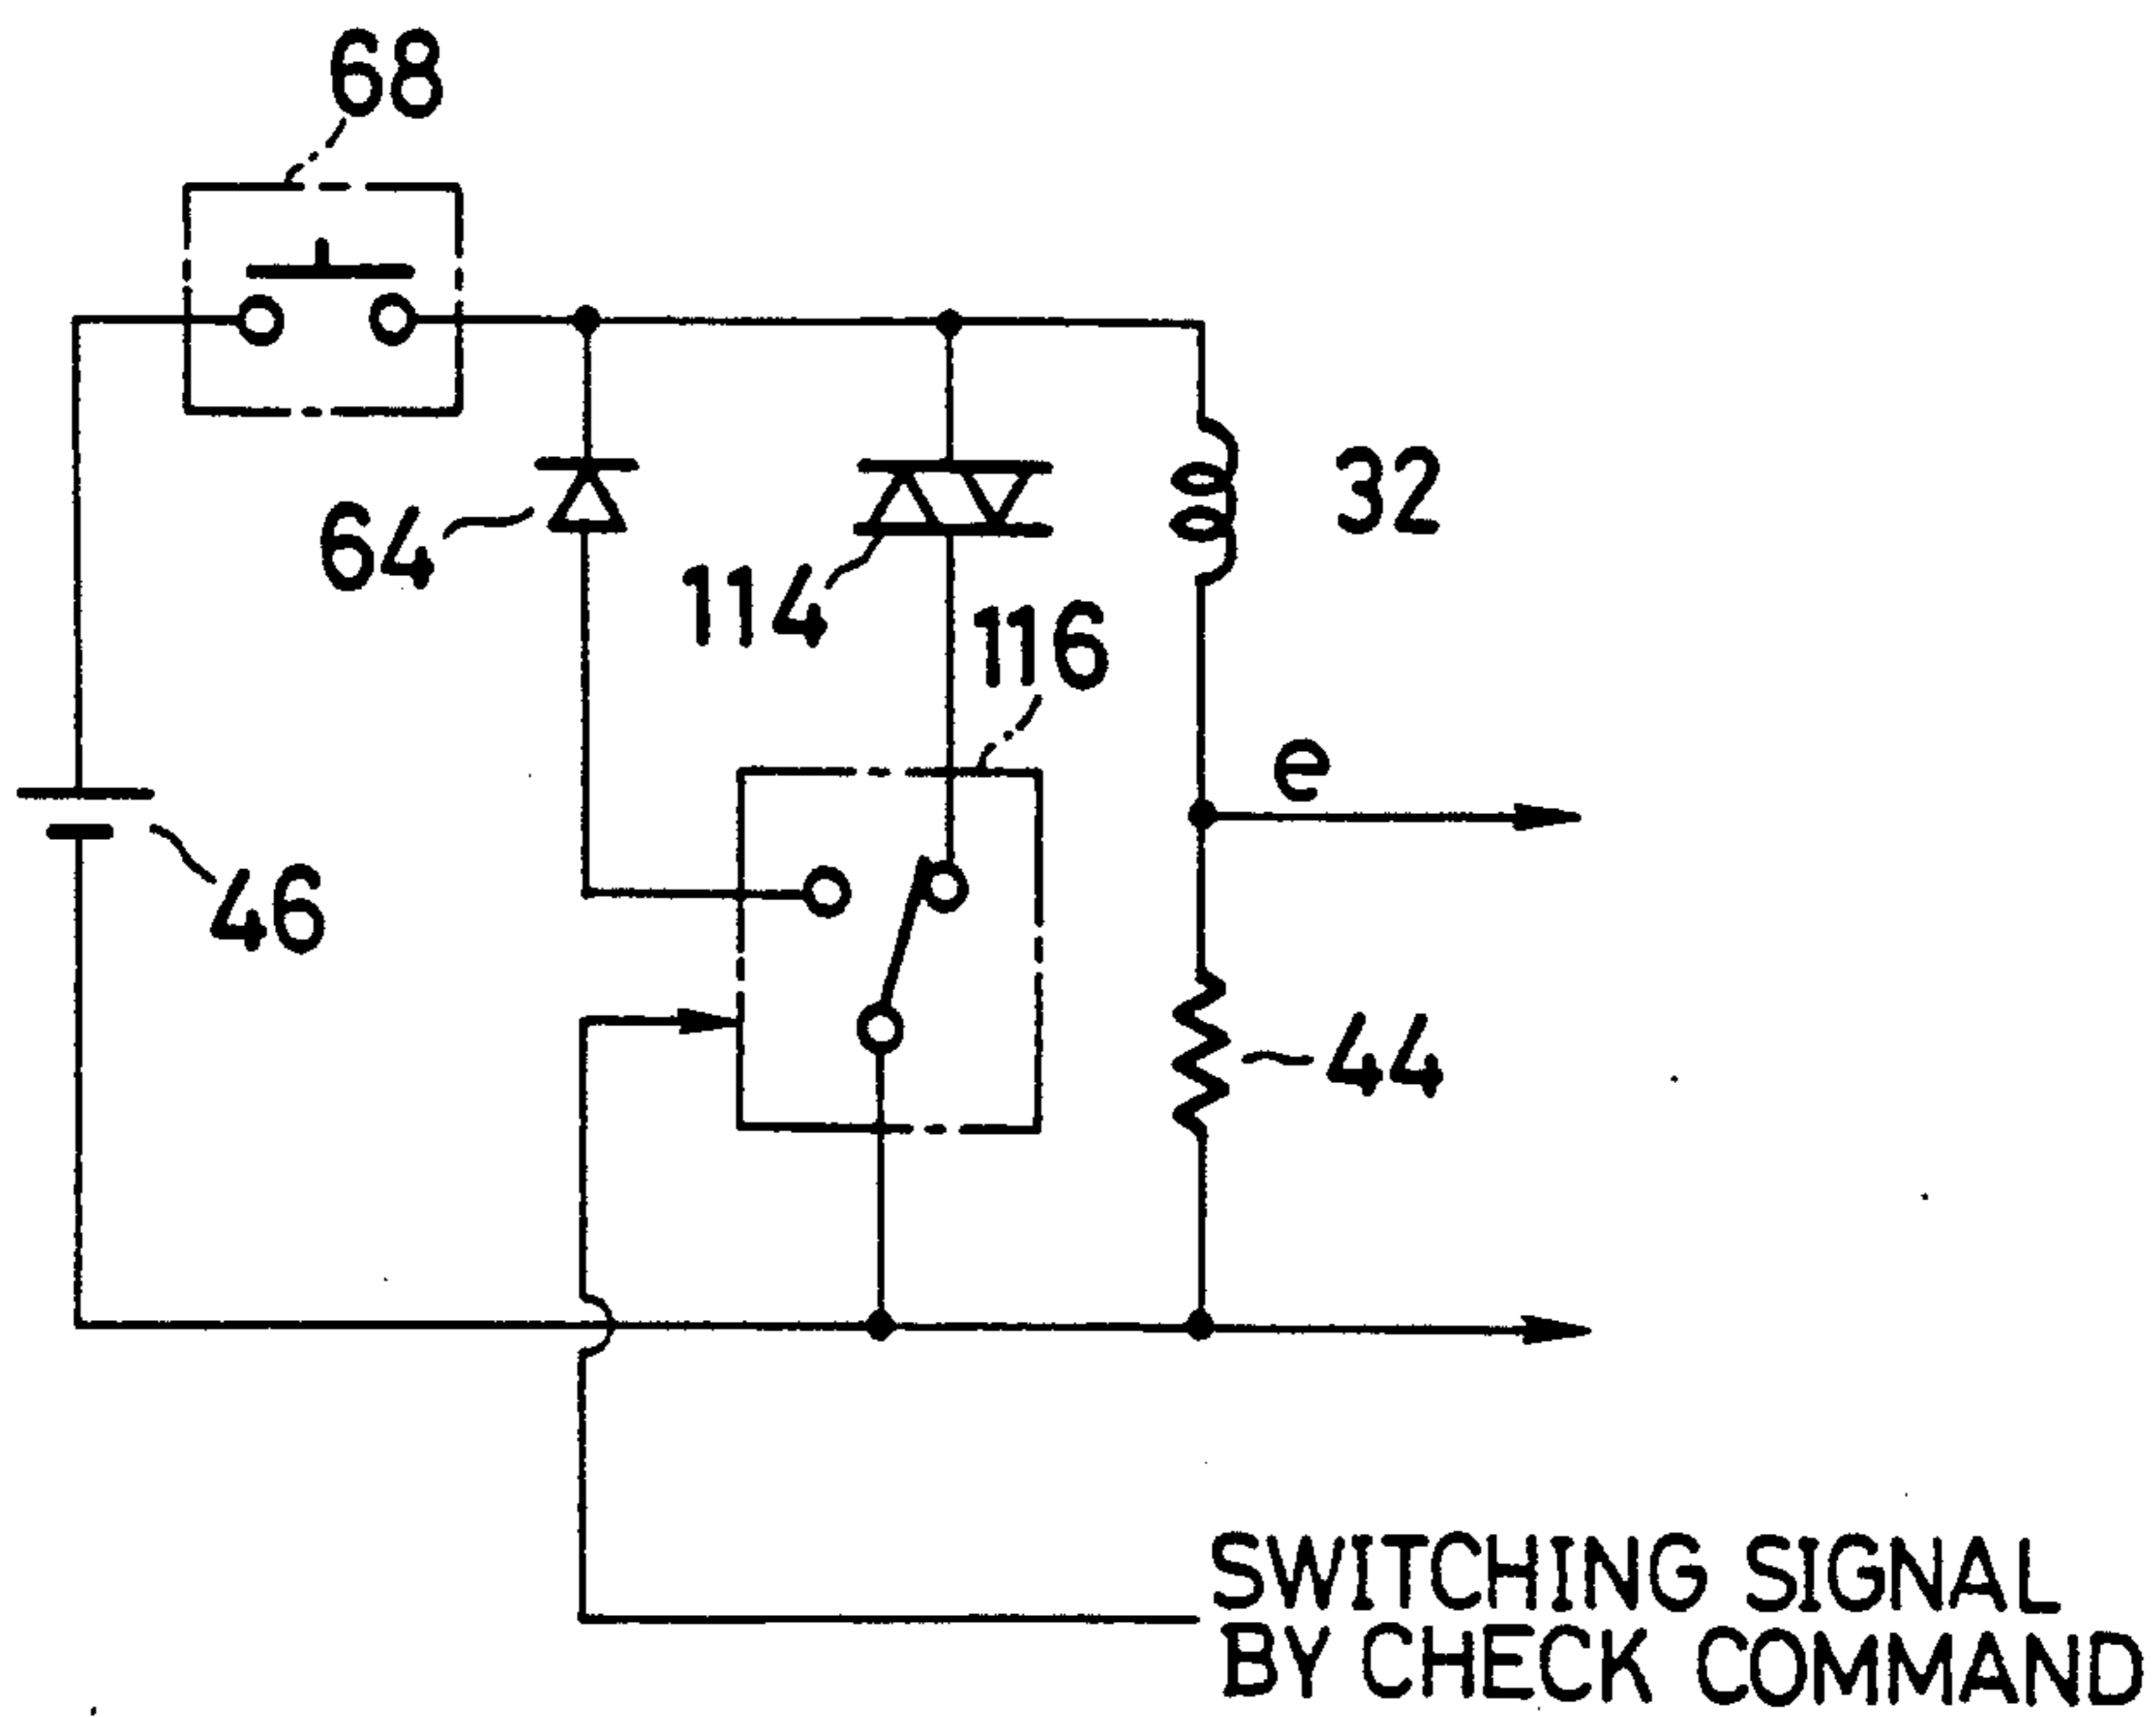 68
32
64
114
116
e
46
44
SWITCHING SIGNAL
BY CHECK COMMAND